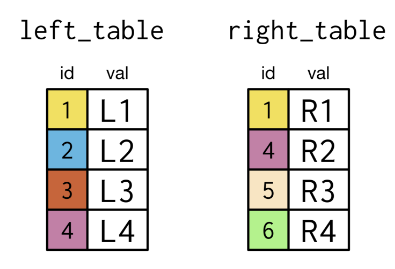 left_table right_table
id val id val
1 L1 1 R1
2 L2 4 R2
3 L3 5 R3
4 L4 6 R4